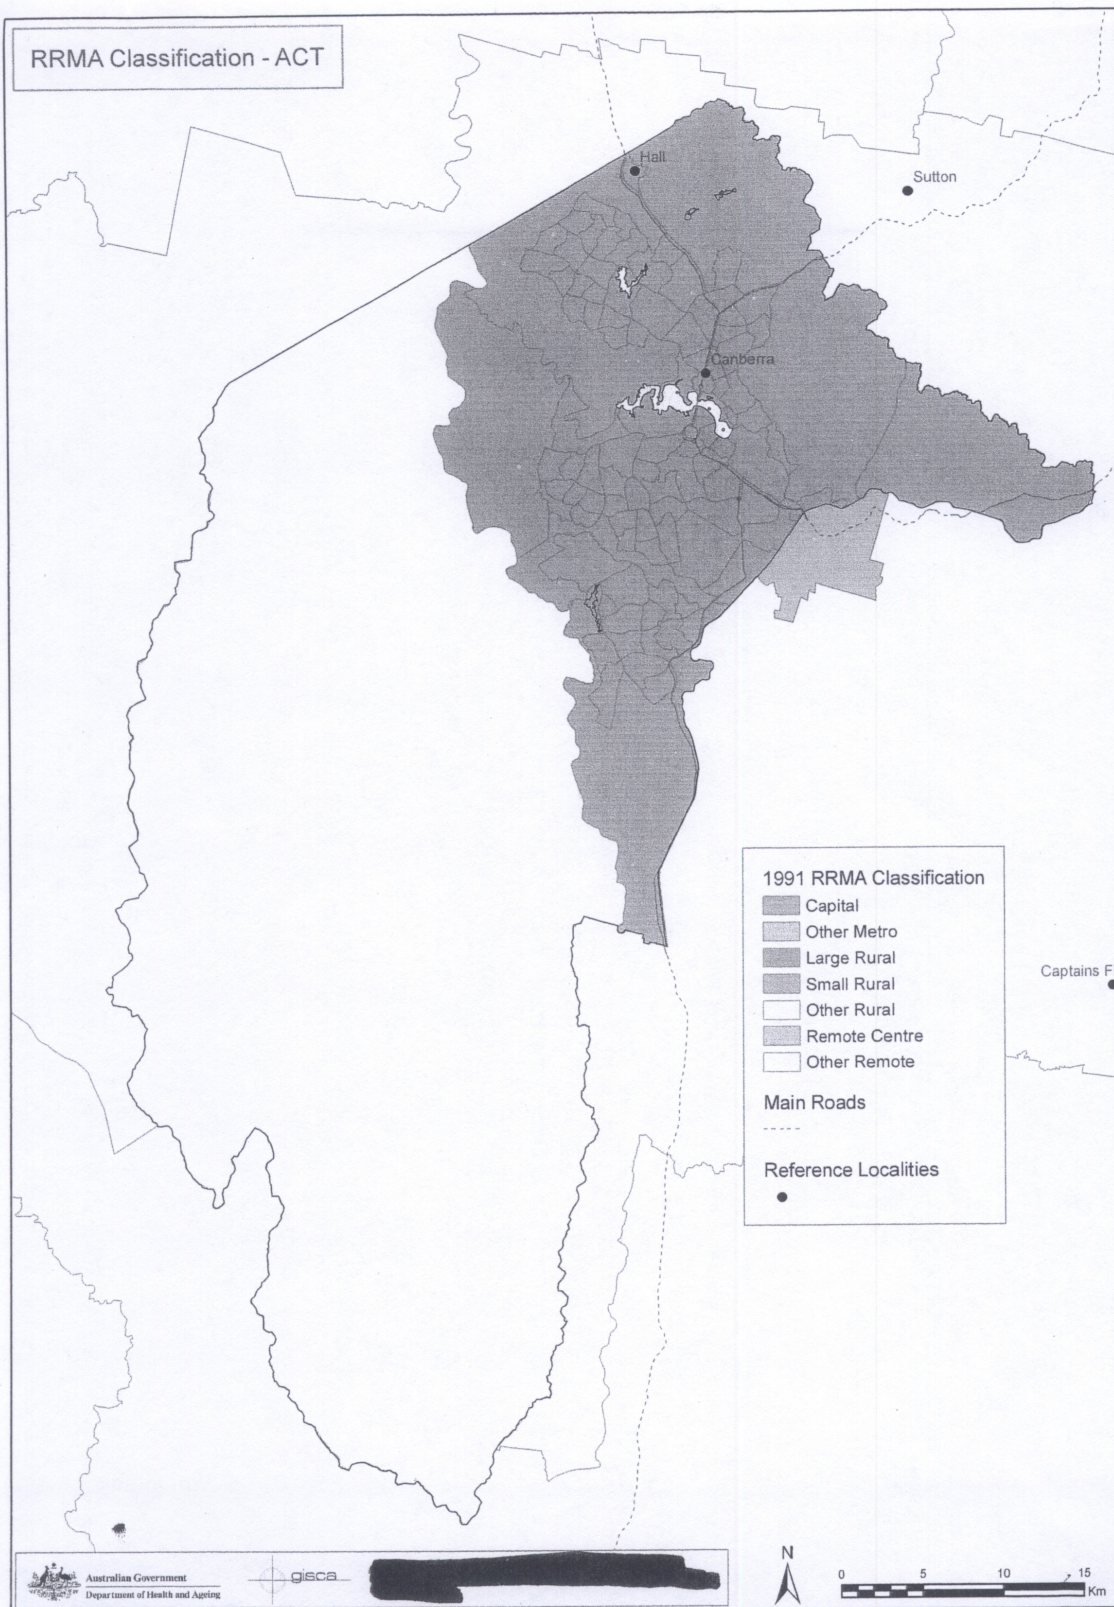 RRMA Classification - ACT
Hall
Sutton
Canberra
1991 RRMA Classification
Capital
Other Metro
Large Rural
Small Rural
Other Rural
Remote Centre
Other Remote
Captains F
Main Roads
Reference Localities
Australian Government
Department of Health and Ageing
gisca
N
0 5 10 15
Km